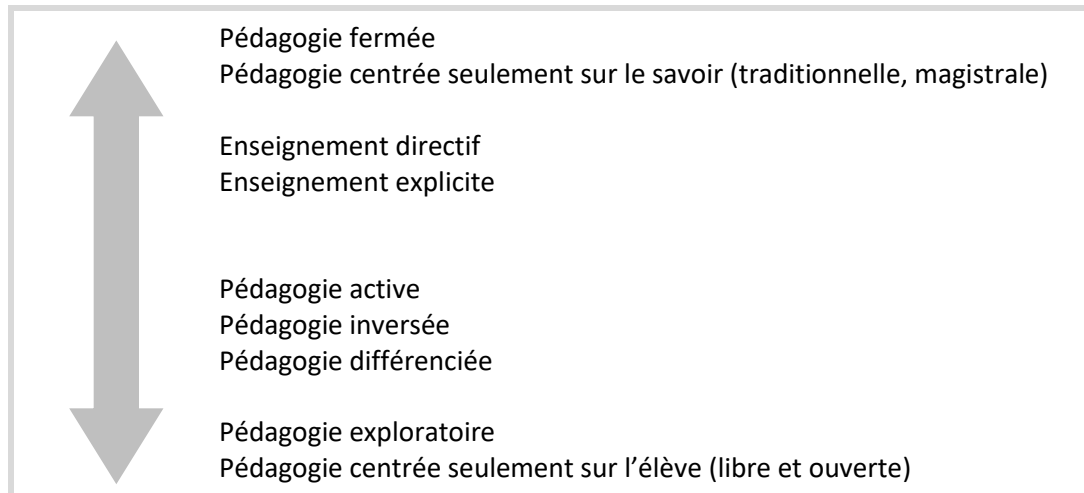 Pédagogie fermée
Pédagogie centrée seulement sur le savoir (traditionnelle, magistrale)
Enseignement directif
Enseignement explicite
Pédagogie active
Pédagogie inversée
Pédagogie différenciée
Pédagogie exploratoire
Pédagogie centrée seulement sur l’élève (libre et ouverte)